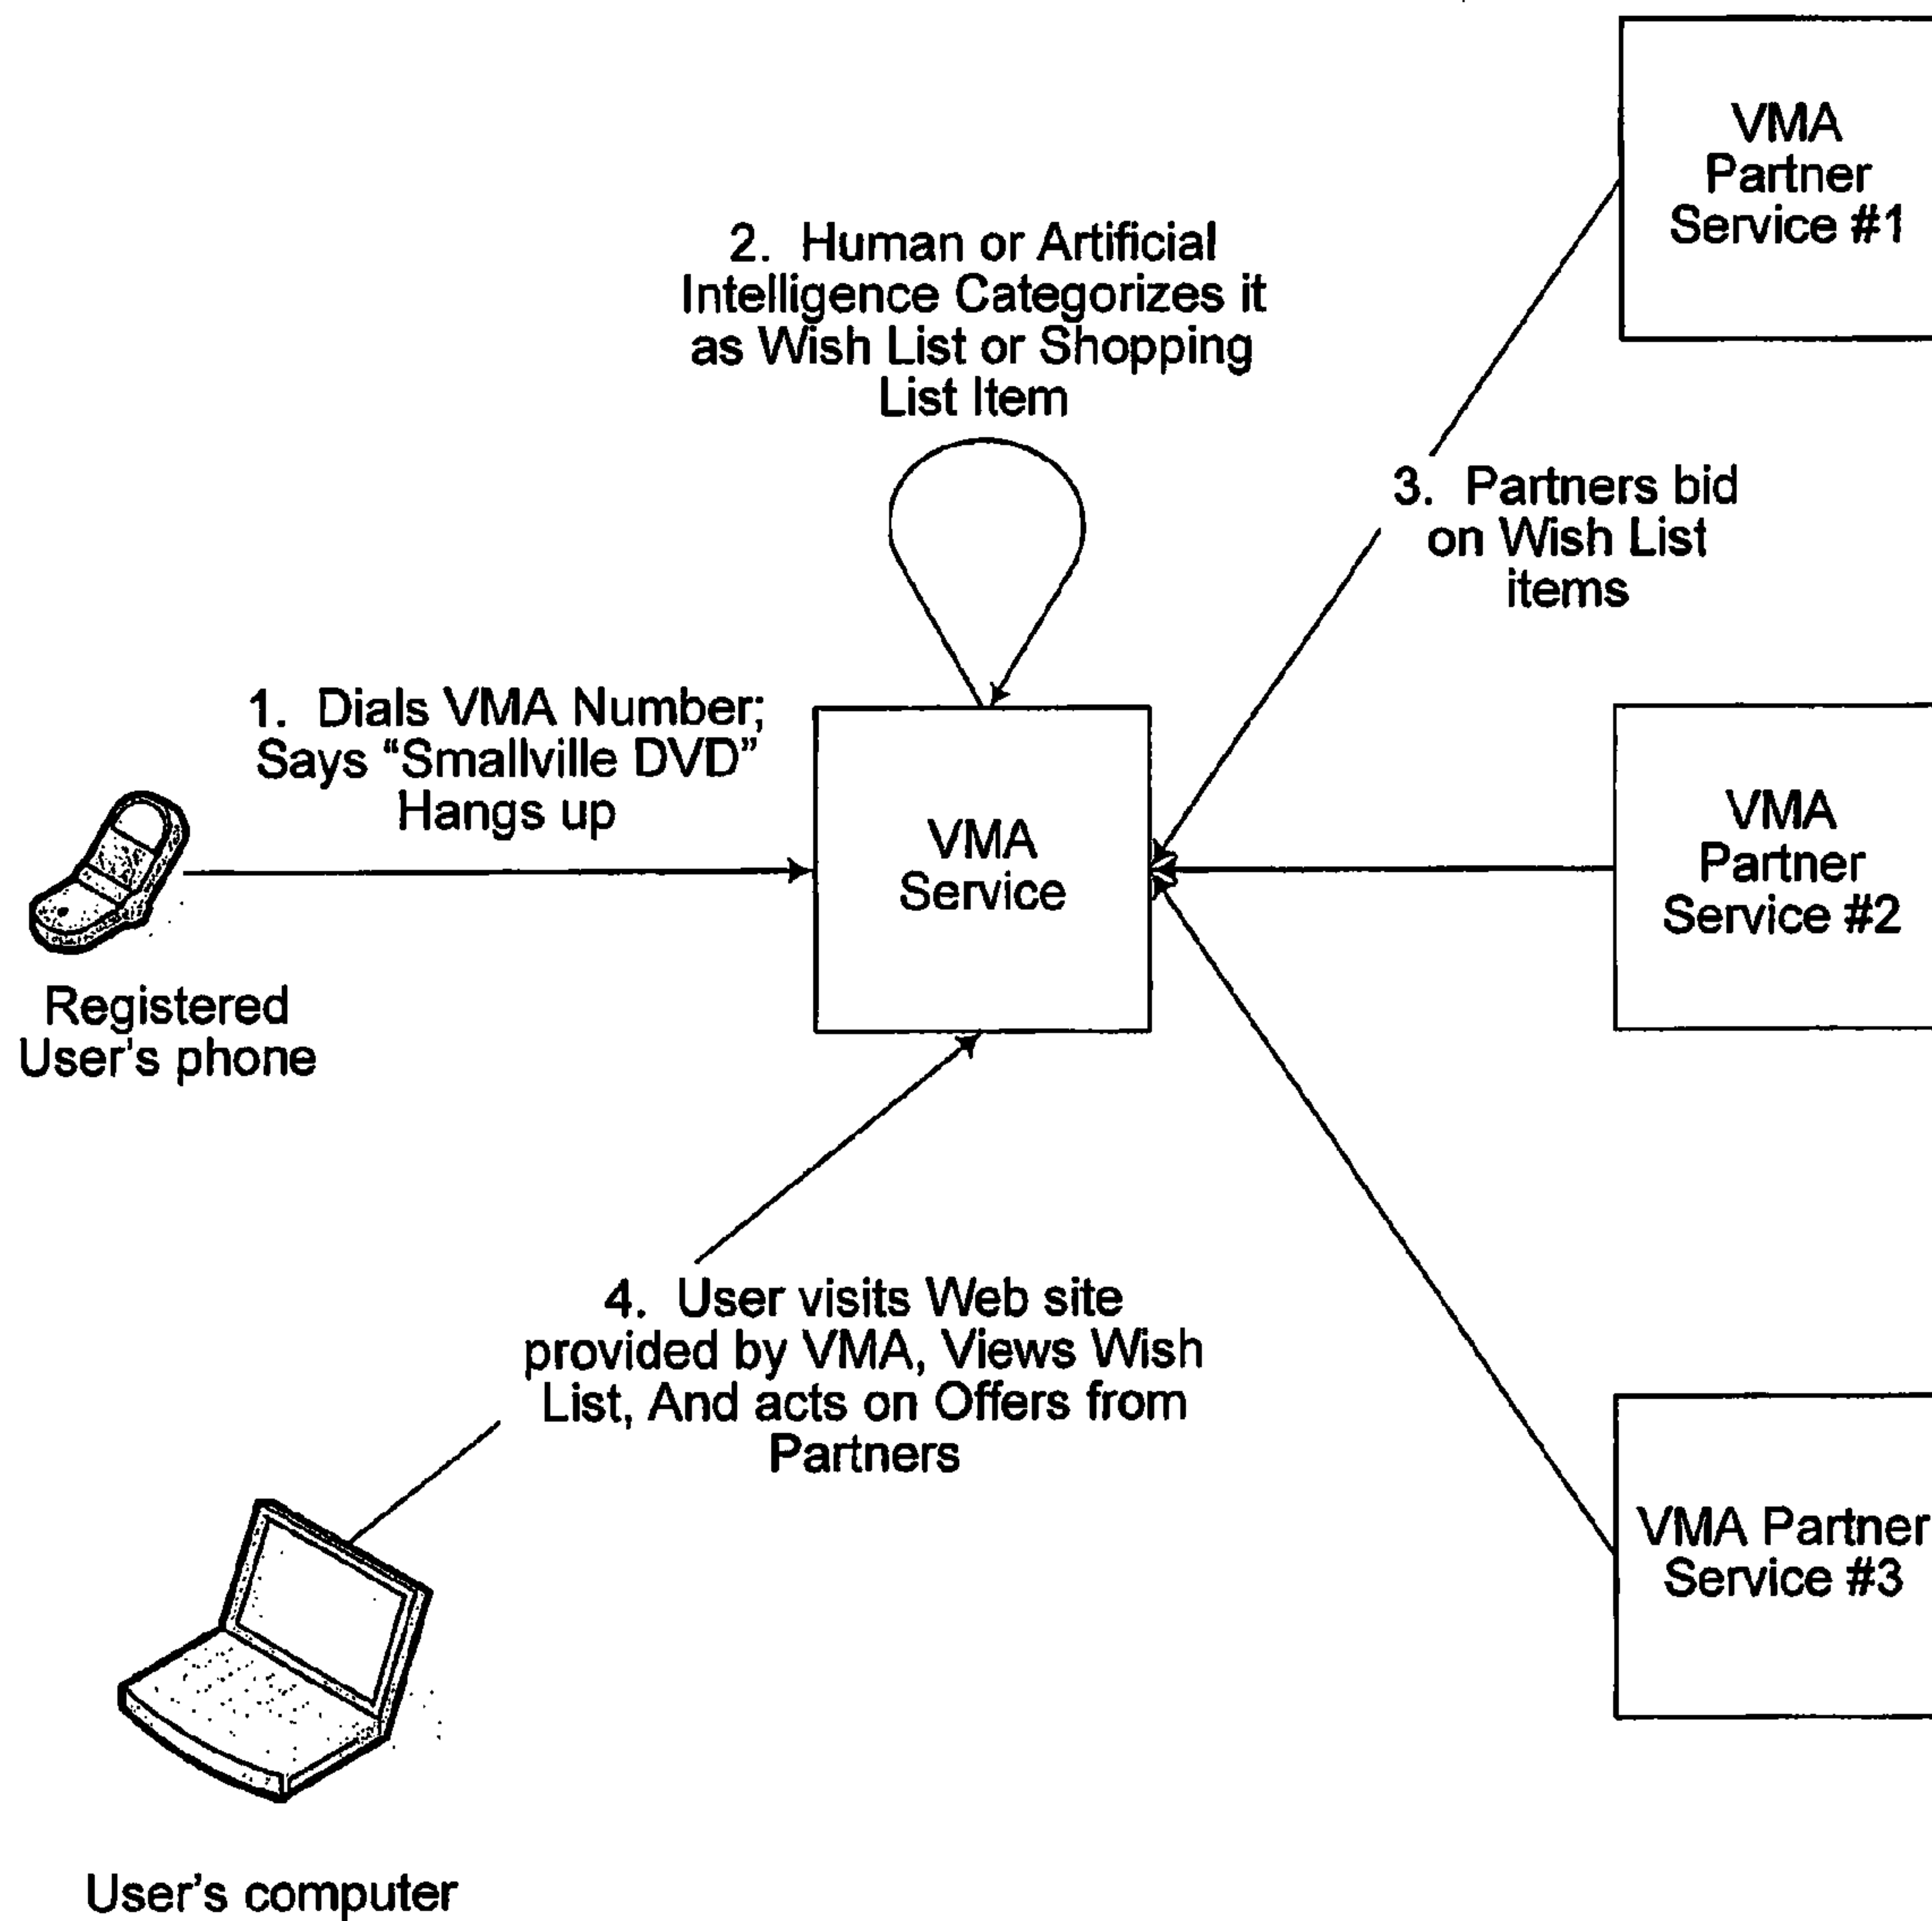 VMA
Partner
Service #1
2. Human or Artificial
Intelligence Categorizes it
as Wish List or Shopping
List Item
3. Partners bid
on Wish List
items
1. Dials VMA Number;
Says “Smallville DVD”
Hangs up
VMA
Service
VMA
Partner
Service #2
Registered
User's phone
4. User visits Web site
provided by VMA, Views Wish
List, And acts on Offers from
Partners
VMA Partner
Service #3
User's computer